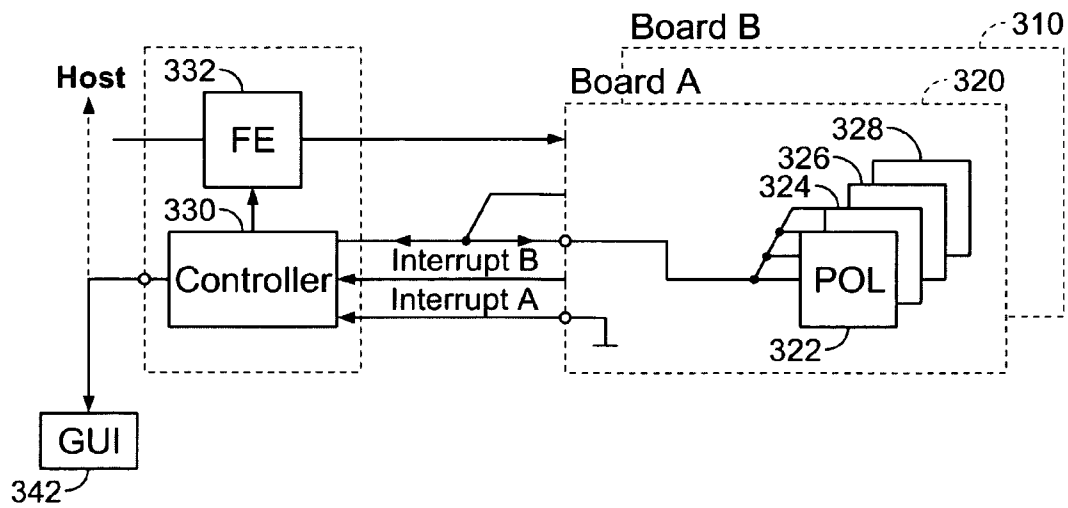 Board B
310
Host
332
Board A
320
FE
328
326
324
330
Interrupt B
Controller
Interrupt A
POL
322
GUI
342